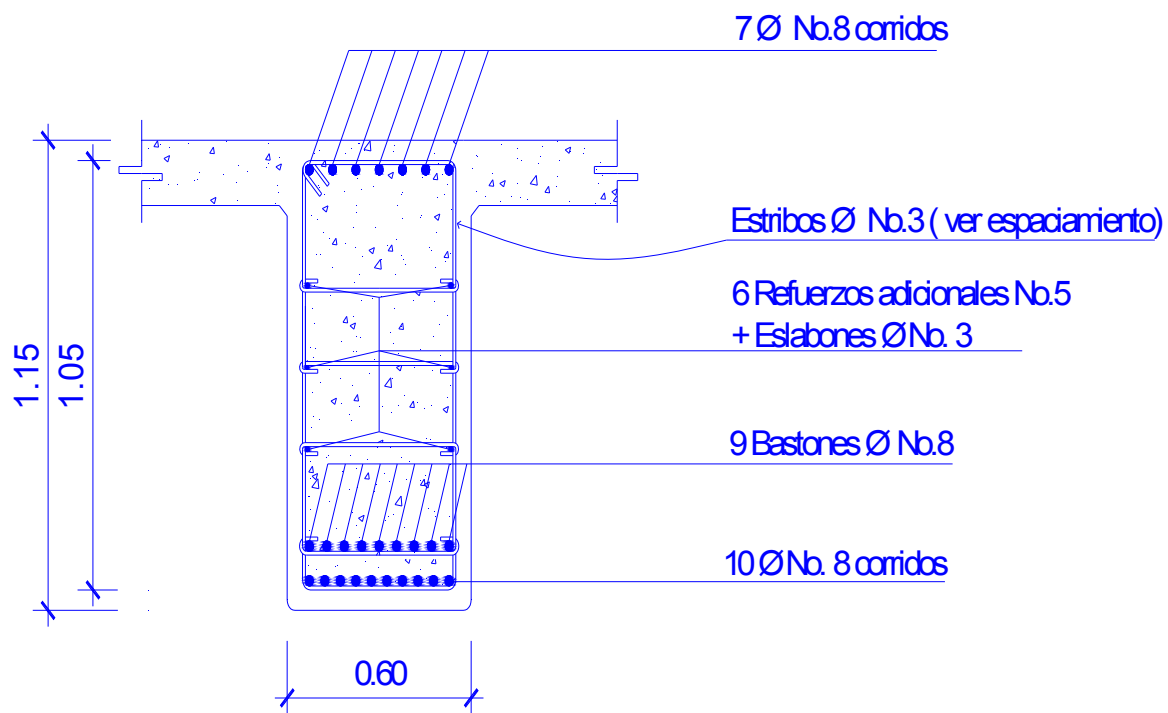 7 Ø No.8 corridos
Estribos Ø No.3 ( ver espaciamiento)
6 Refuerzos adicionales No.5
+ Eslabones Ø No. 3
9 Bastones Ø No.8
10 Ø No. 8 corridos
1.15
1.05
0.60